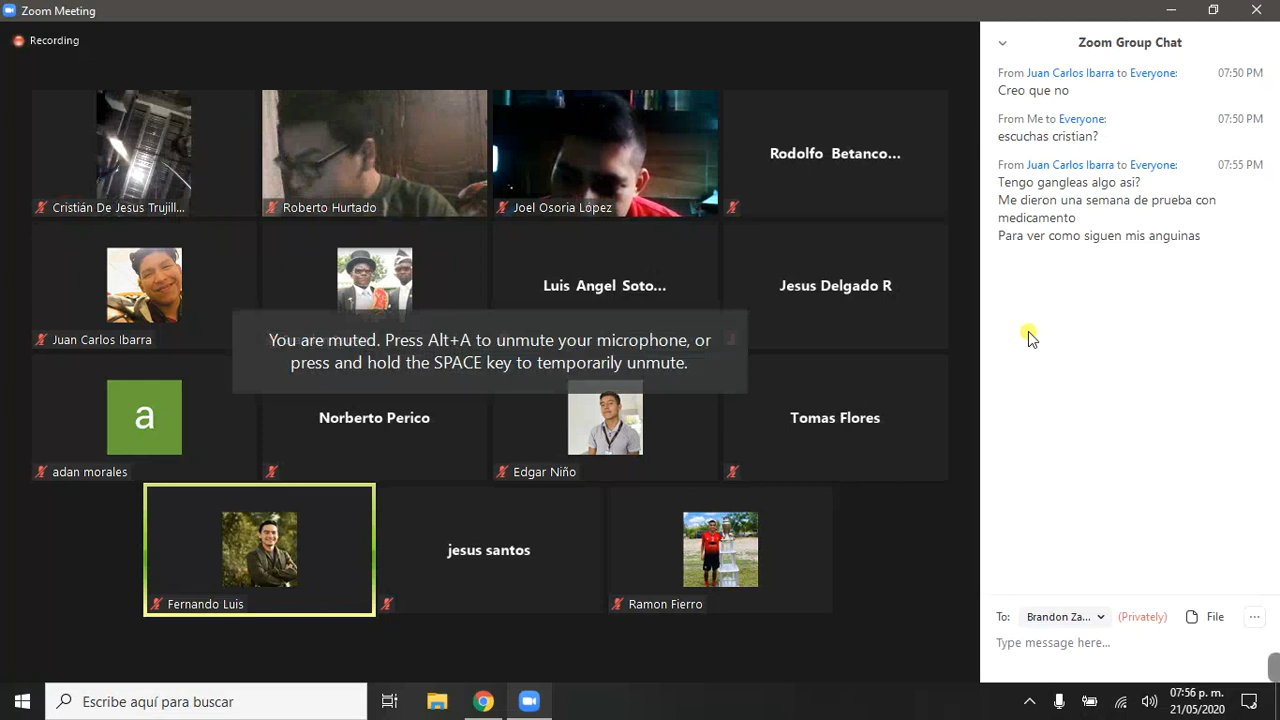 Zoom Meeting
Recording
Cristián De Jesus Trujill...
Roberto Hurtado
Joel Osoria López
Rodolfo Betanco...
Juan Carlos Ibarra
Luis Angel Soto...
Jesus Delgado R
You are muted. Press Alt+A to unmute your microphone, or
press and hold the SPACE key to temporarily unmute.
a
adan morales
Norberto Perico
Edgar Niño
Tomas Flores
Fernando Luis
jesus santos
Ramon Fierro
Zoom Group Chat
From Juan Carlos Ibarra to Everyone: 07:50 PM
Creo que no
From Me to Everyone: 07:50 PM
escuchas cristian?
From Juan Carlos Ibarra to Everyone: 07:55 PM
Tengo gangleas algo asi?
Me dieron una semana de prueba con
medicamento
Para ver como siguen mis anguinas
To: Brandon Za... (Privately) File ...
Type message here...
Escribe aquí para buscar
07:56 p. m.
21/05/2020